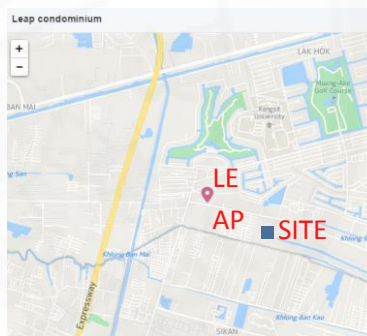 Leap condominium
+
−
LAK HOK
Muang-Ake
Golf Course
BAN MAI
Rangsit
University
LE
AP
SITE
Khlong Ban Mai
Expressway
Khlong Ban Kao
SIKAN